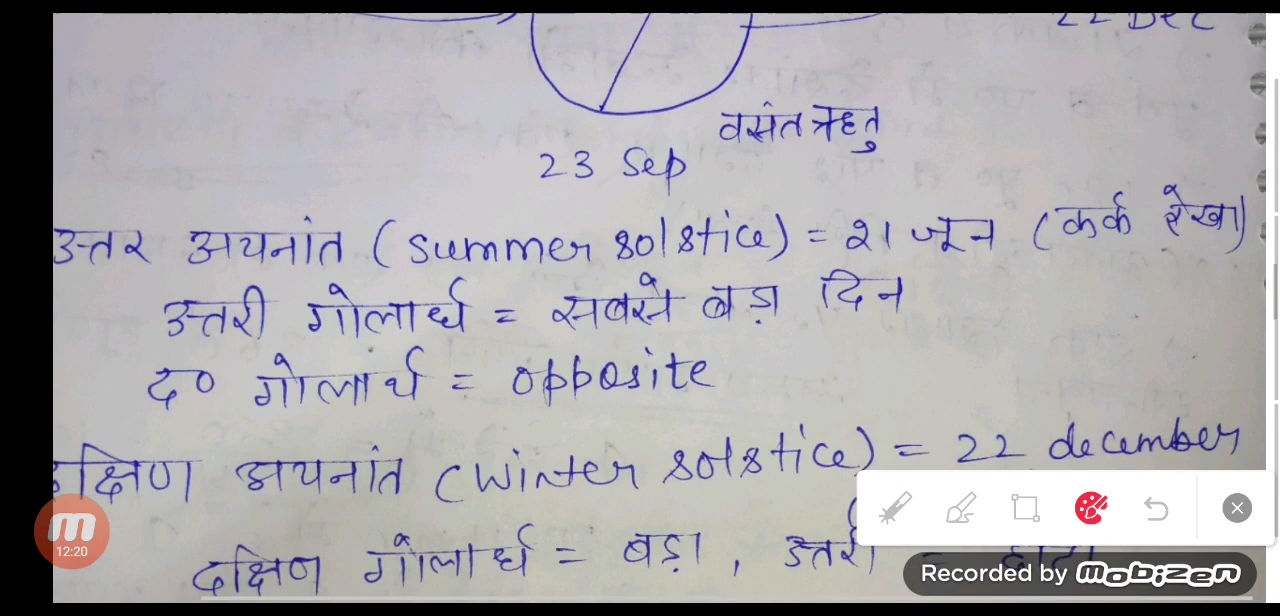 22 Dec
वसंत ऋतु
23 Sep
उत्तर अयनांत (summer solstice) = 21 जून (कर्क रेखा)
उत्तरी गोलार्ध = सबसे बड़ा दिन
द० गोलार्ध = opposite
दक्षिण अयनांत (winter solstice) = 22 december
दक्षिण गोलार्ध = बड़ा , उत्तरी =
12:20
Recorded by mobizen